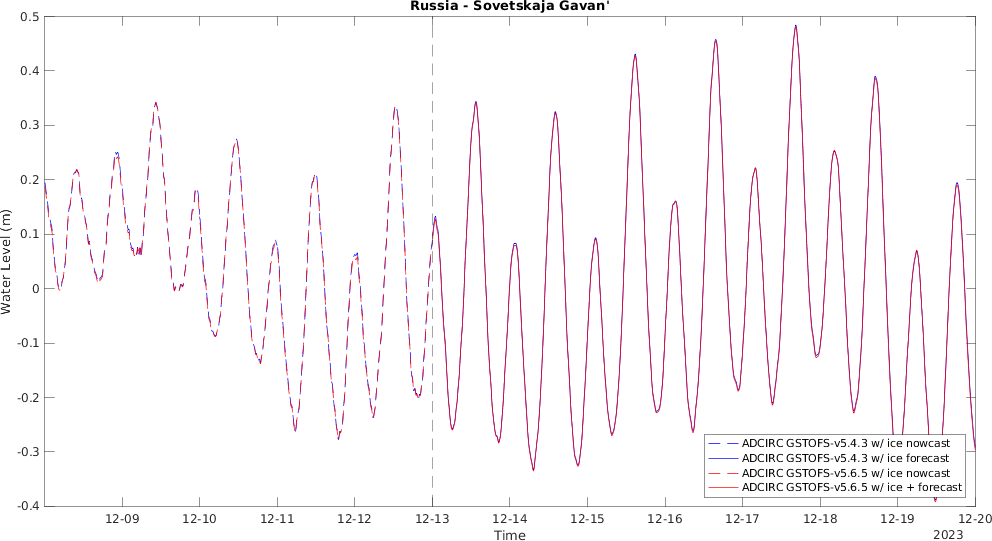 Russia - Sovetskaja Gavan'
0.5
0.4
0.3
0.2
0.1
0
-0.1
-0.2
-0.3
-0.4
Water Level (m)
ADCIRC GSTOFS-v5.4.3 w/ ice nowcast
ADCIRC GSTOFS-v5.4.3 w/ ice forecast
ADCIRC GSTOFS-v5.6.5 w/ ice nowcast
ADCIRC GSTOFS-v5.6.5 w/ ice + forecast
12-09 12-10 12-11 12-12 12-13 12-14 12-15 12-16 12-17 12-18 12-19 12-20
Time
2023